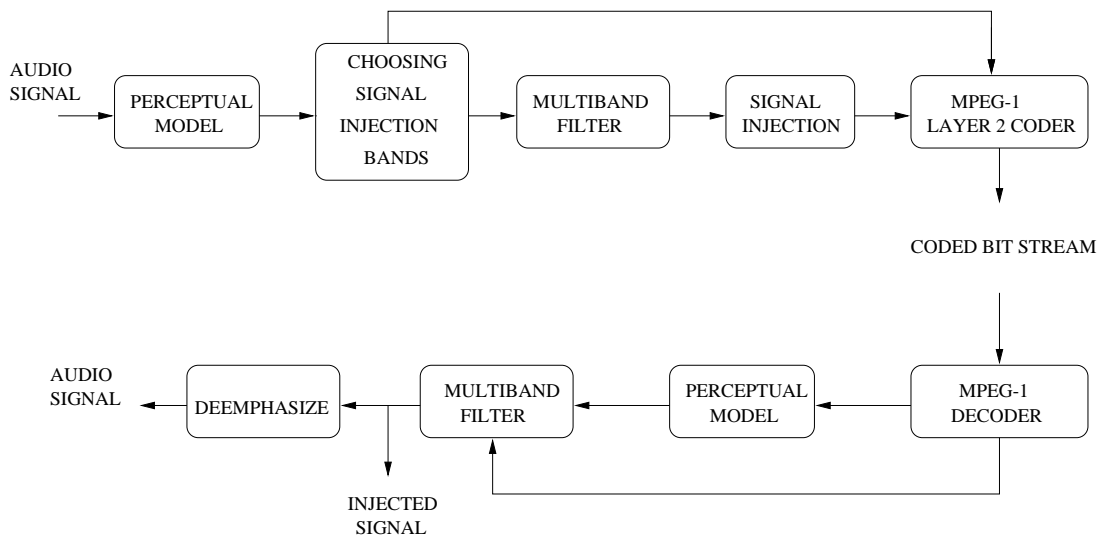 AUDIO
SIGNAL
PERCEPTUAL
MODEL
CHOOSING
SIGNAL
INJECTION
BANDS
MULTIBAND
FILTER
SIGNAL
INJECTION
MPEG-1
LAYER 2 CODER
CODED BIT STREAM
AUDIO
SIGNAL
DEEMPHASIZE
MULTIBAND
FILTER
PERCEPTUAL
MODEL
MPEG-1
DECODER
INJECTED
SIGNAL